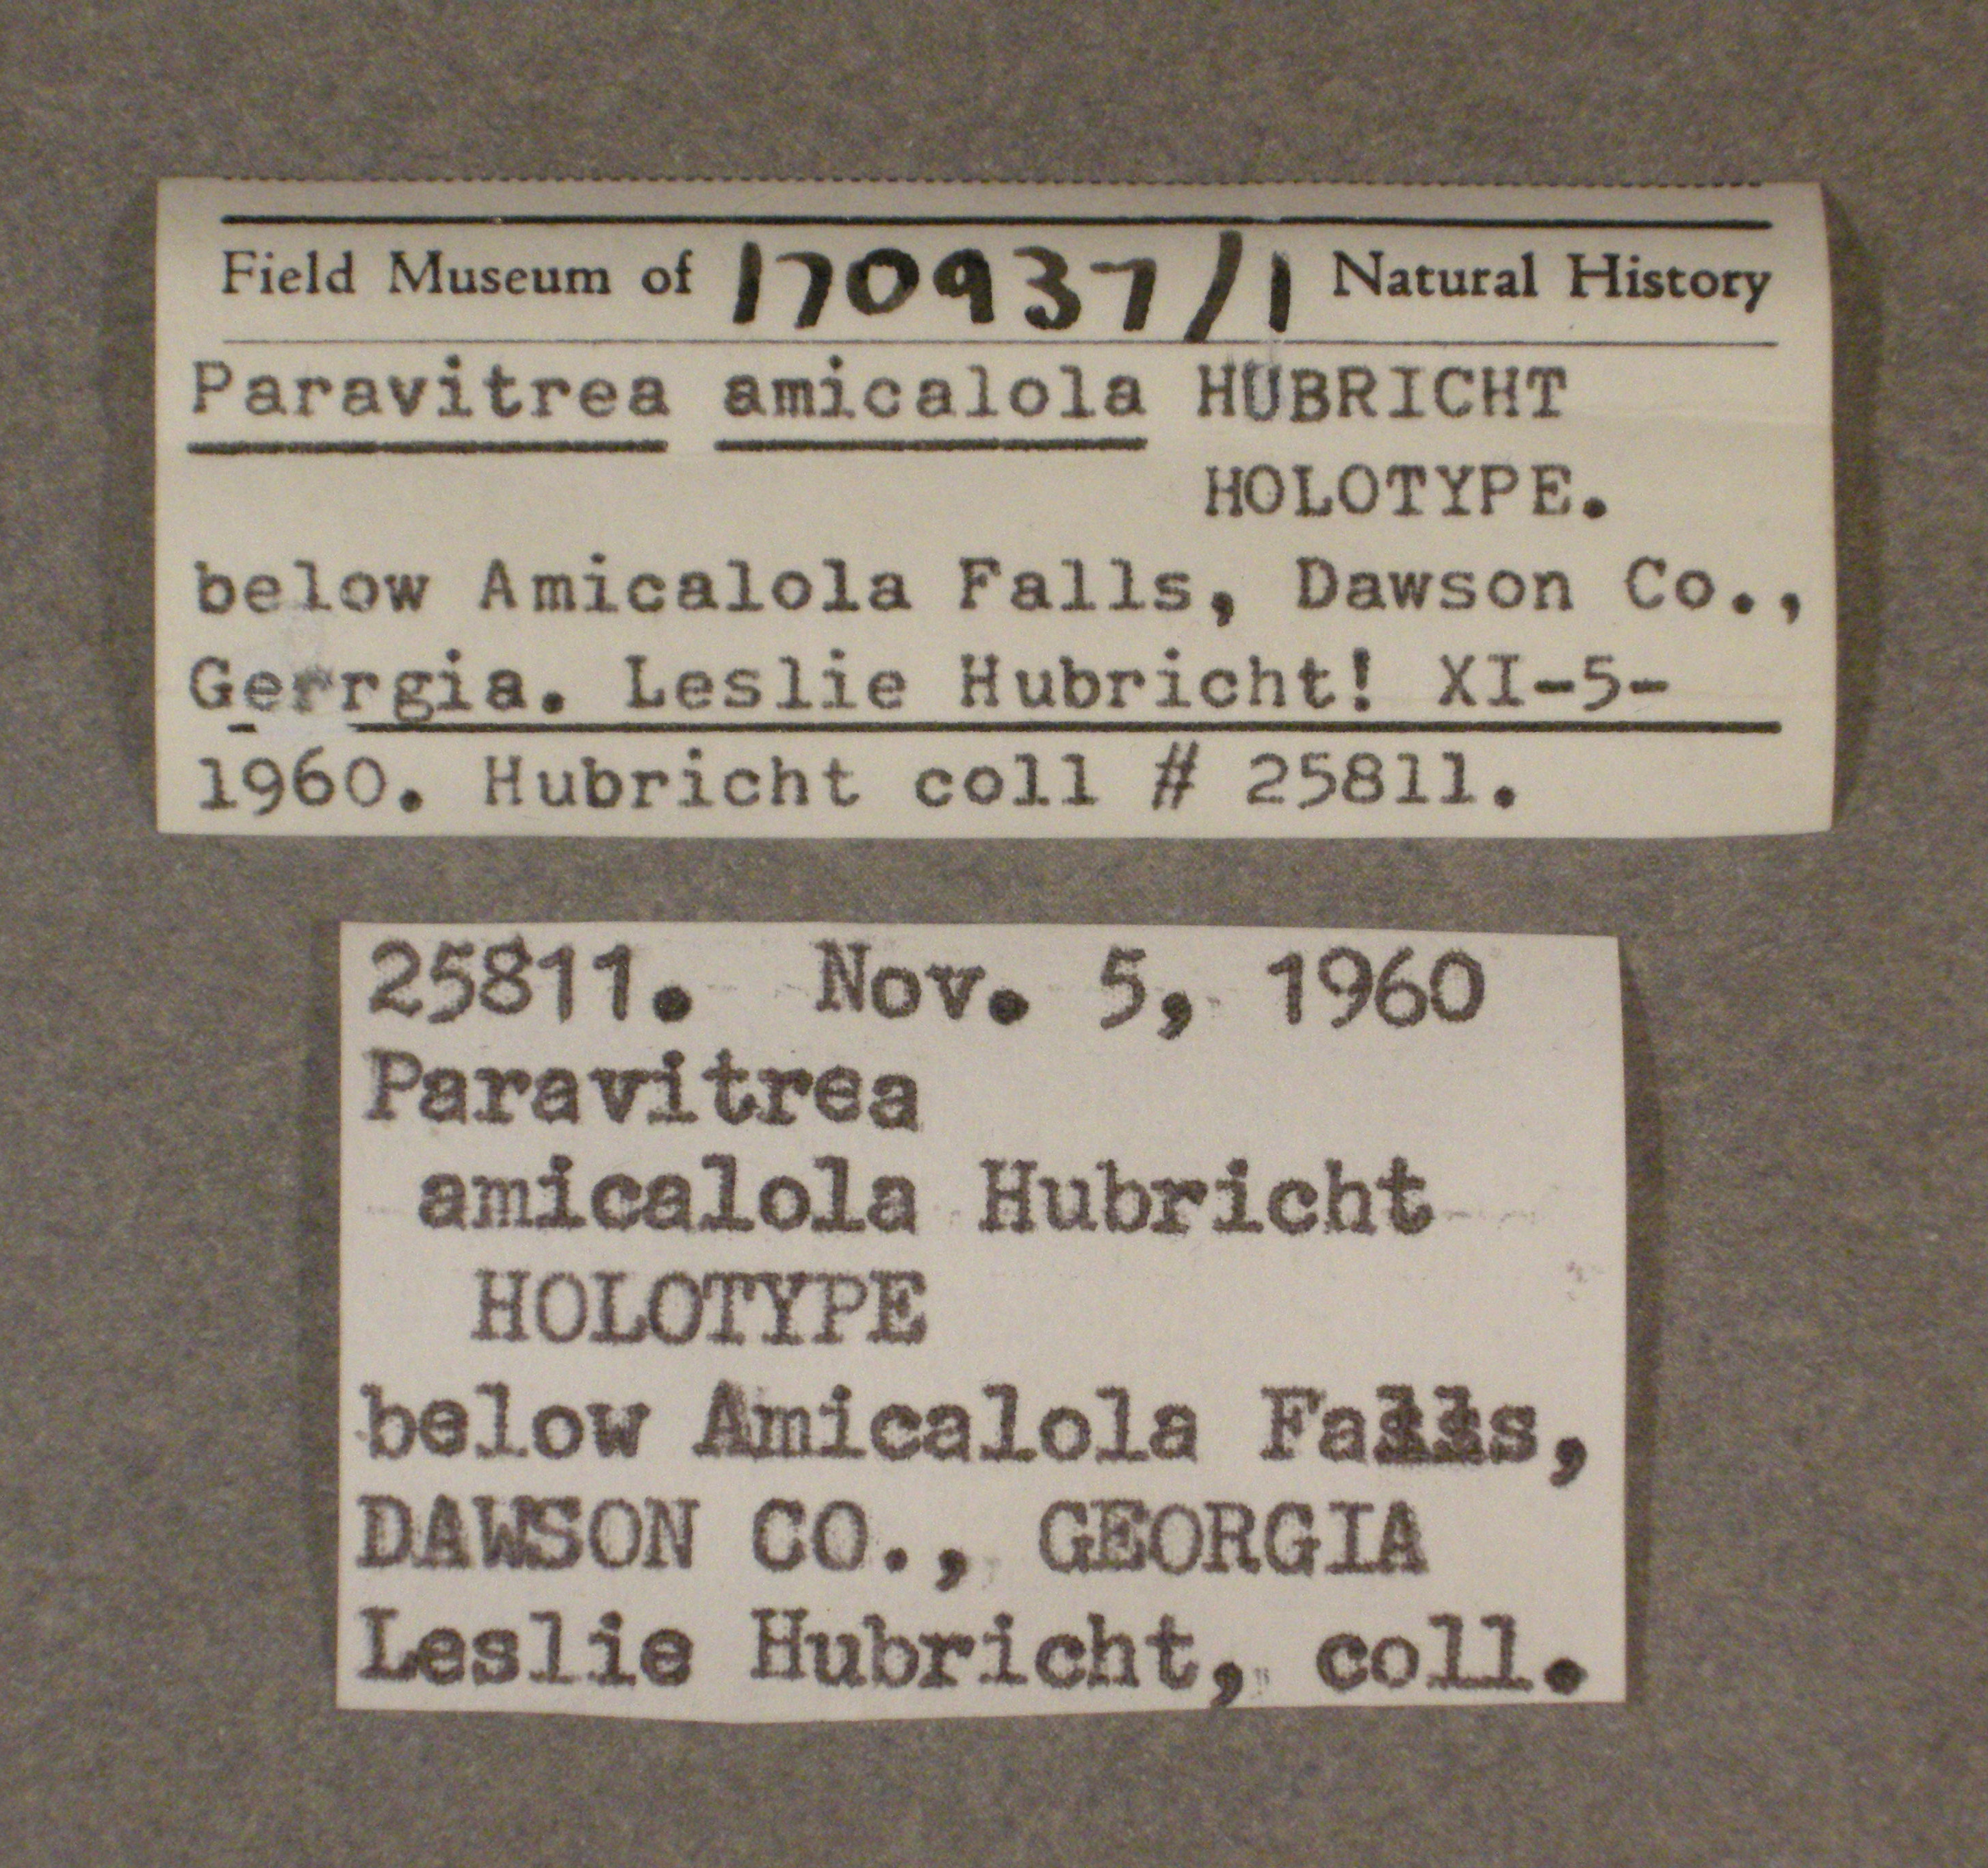 Field Museum of 170937/1 Natural History
Paravitrea amicalola HUBRICHT
HOLOTYPE.
below Amicalola Falls, Dawson Co.,
Gerrgia. Leslie Hubricht! XI-5-
1960. Hubricht coll # 25811.
25811. Nov. 5, 1960
Paravitrea
amicalola Hubricht
HOLOTYPE
below Amicalola Falls,
DAWSON CO., GEORGIA
Leslie Hubricht, coll.